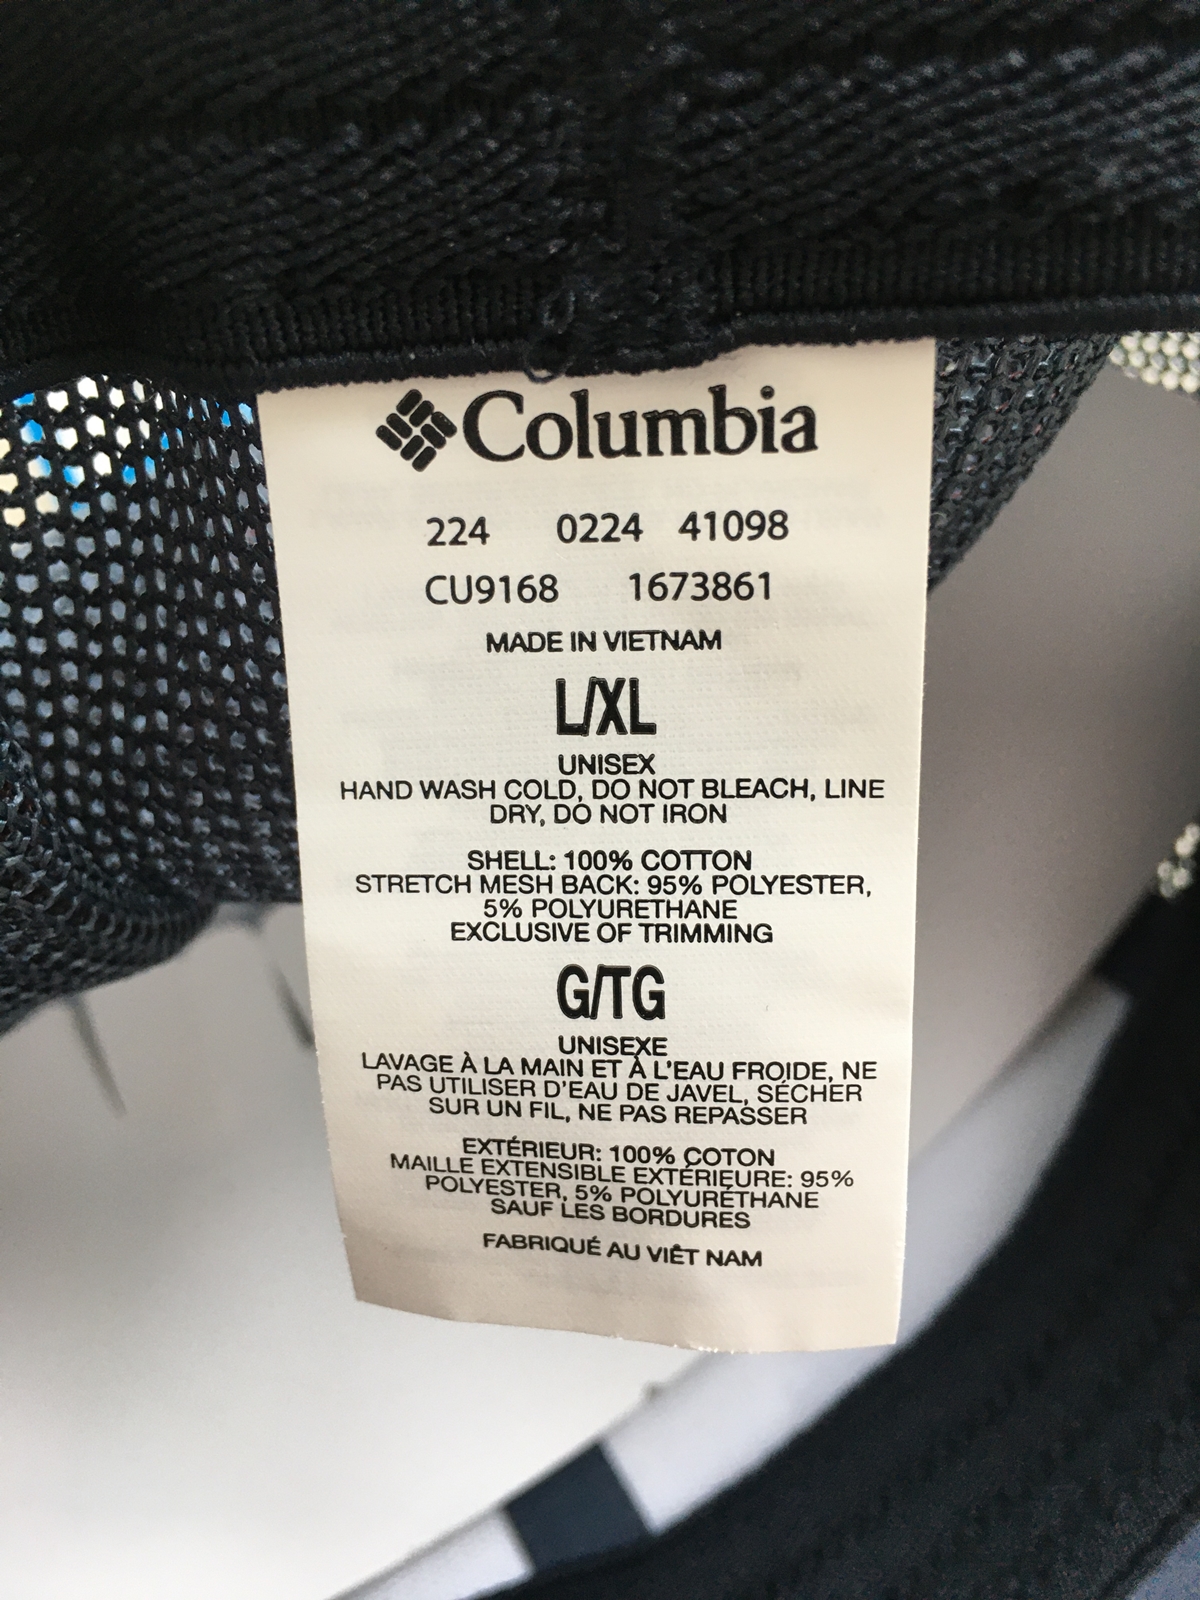 Columbia
224 0224 41098
CU9168 1673861
MADE IN VIETNAM
L/XL
UNISEX
HAND WASH COLD, DO NOT BLEACH, LINE
DRY, DO NOT IRON
SHELL: 100% COTTON
STRETCH MESH BACK: 95% POLYESTER,
5% POLYURETHANE
EXCLUSIVE OF TRIMMING
G/TG
UNISEXE
LAVAGE À LA MAIN ET À L'EAU FROIDE, NE
PAS UTILISER D'EAU DE JAVEL, SÉCHER
SUR UN FIL, NE PAS REPASSER
EXTÉRIEUR: 100% COTON
MAILLE EXTENSIBLE EXTÉRIEURE: 95%
POLYESTER, 5% POLYURÉTHANE
SAUF LES BORDURES
FABRIQUÉ AU VIÊT NAM